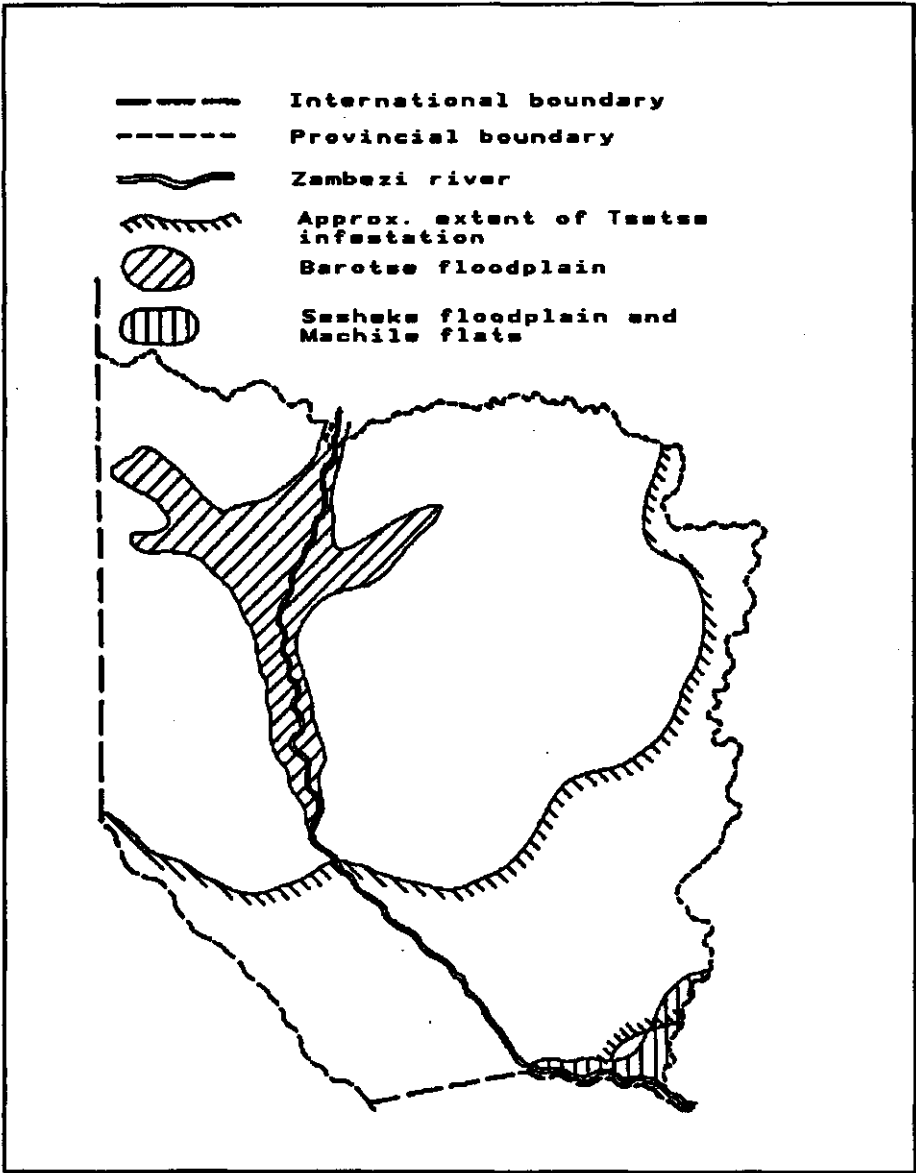 International boundary
Provincial boundary
Zambezi river
Approx. extent of Tsetse
infestation
Barotse floodplain
Sesheke floodplain and
Machile flats